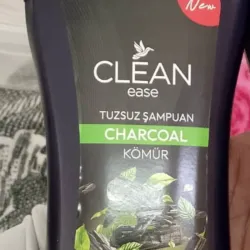 New
CLEAN
ease
TUZSUZ ŞAMPUAN
CHARCOAL
KÖMÜR